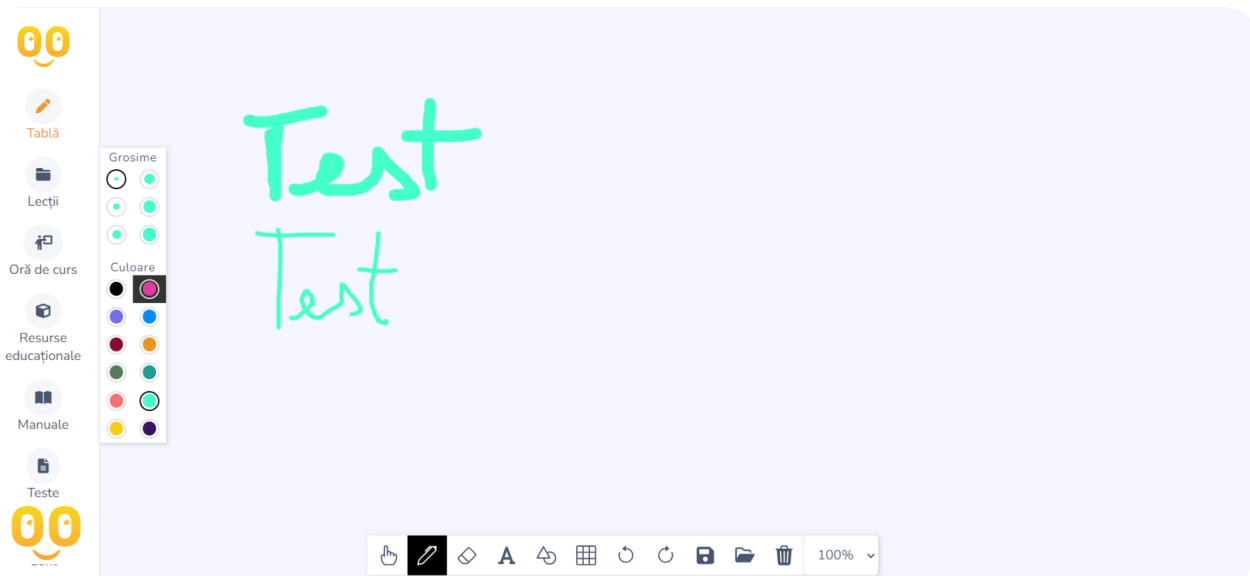 Tablă
Lecții
Oră de curs
Resurse
educaționale
Manuale
Teste
Grosime
Culoare
Test
Test
100%